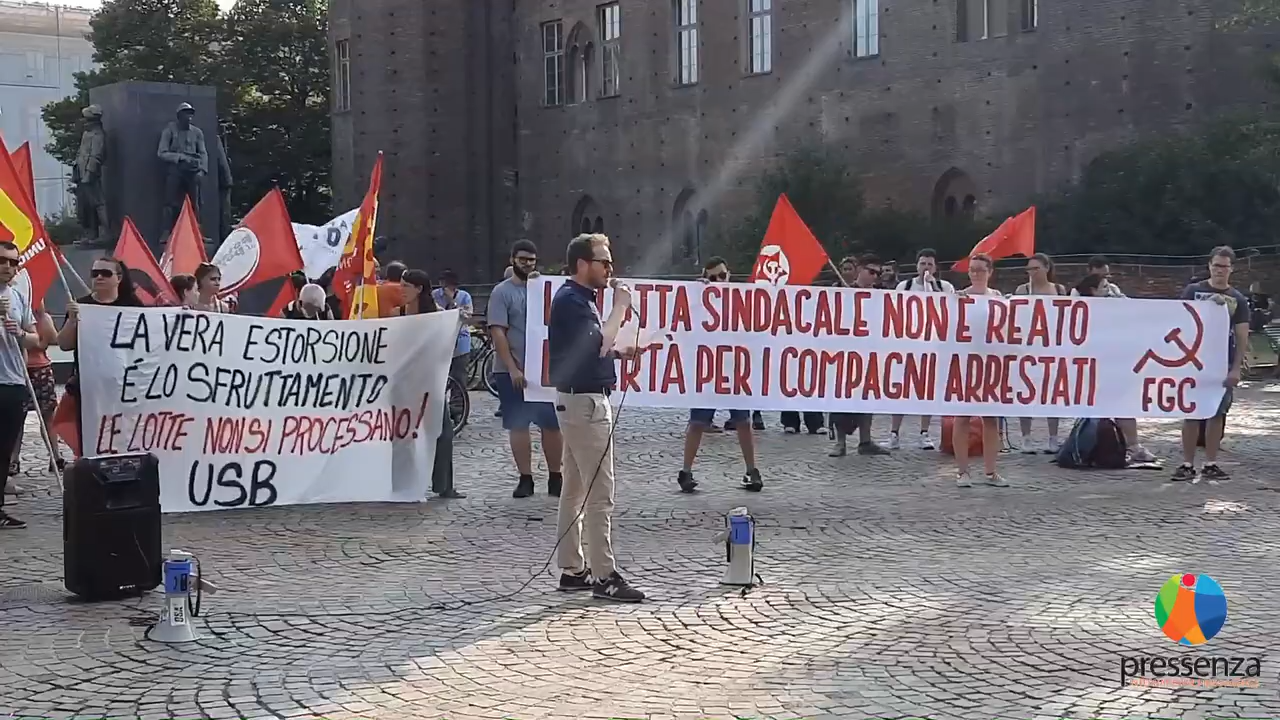 LA VERA ESTORSIONE
É LO SFRUTTAMENTO
LE LOTTE NON SI PROCESSANO!
USB
TTA SINDACALE NON È REATO
RTÀ PER I COMPAGNI ARRESTATI
FGC
pressenza